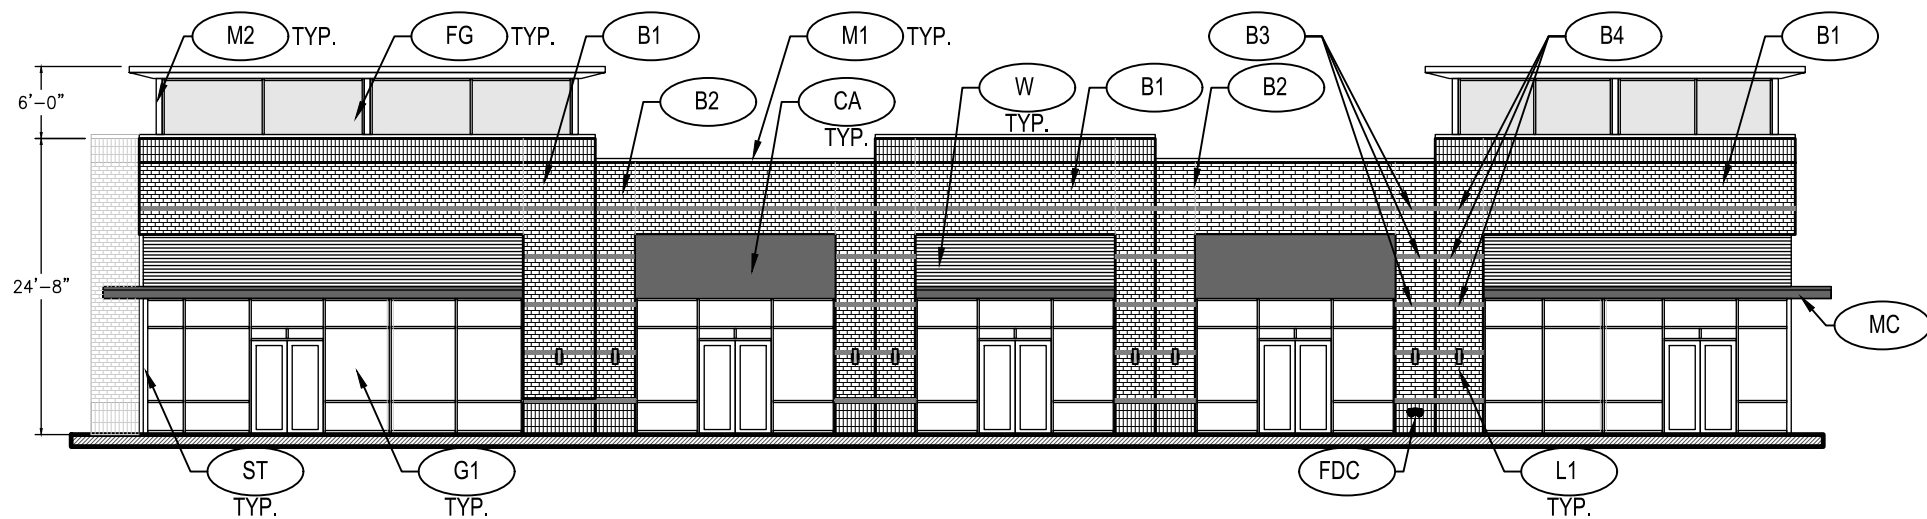 M2 TYP.
FG TYP.
B1
M1 TYP.
B3
B4
B1
6'-0"
B2
CA
TYP.
W
TYP.
B1
B2
24'-8"
MC
ST
TYP.
G1
TYP.
FDC
L1
TYP.